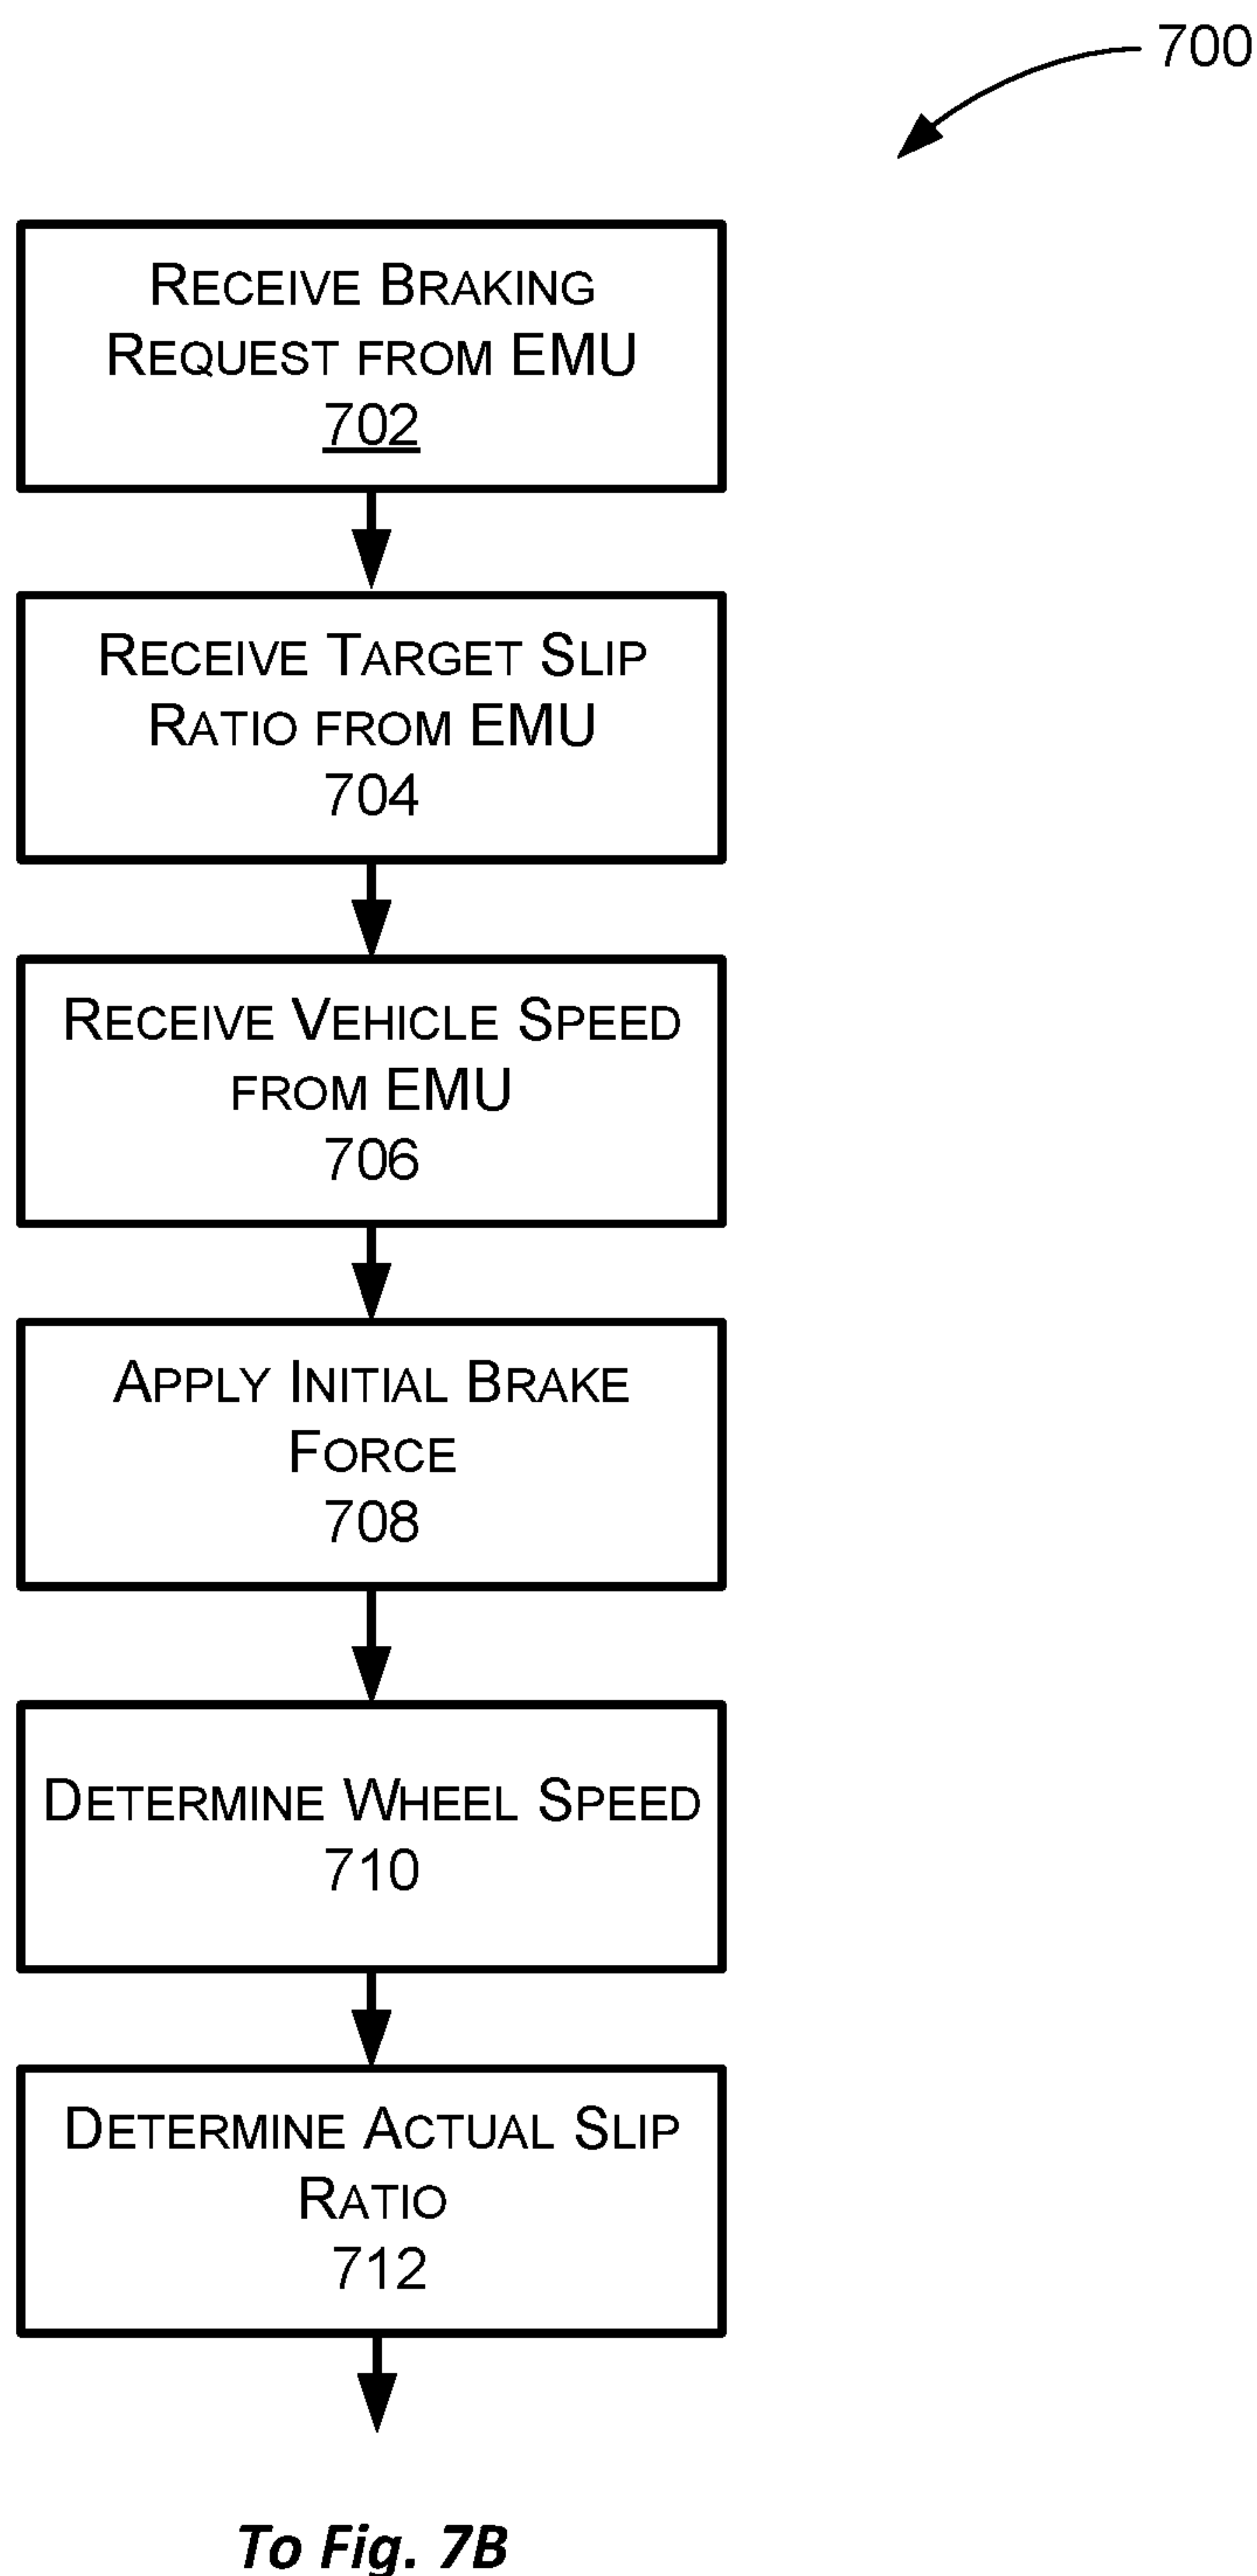 700
RECEIVE BRAKING
REQUEST FROM EMU
702
RECEIVE TARGET SLIP
RATIO FROM EMU
704
RECEIVE VEHICLE SPEED
FROM EMU
706
APPLY INITIAL BRAKE
FORCE
708
DETERMINE WHEEL SPEED
710
DETERMINE ACTUAL SLIP
RATIO
712
To Fig. 7B